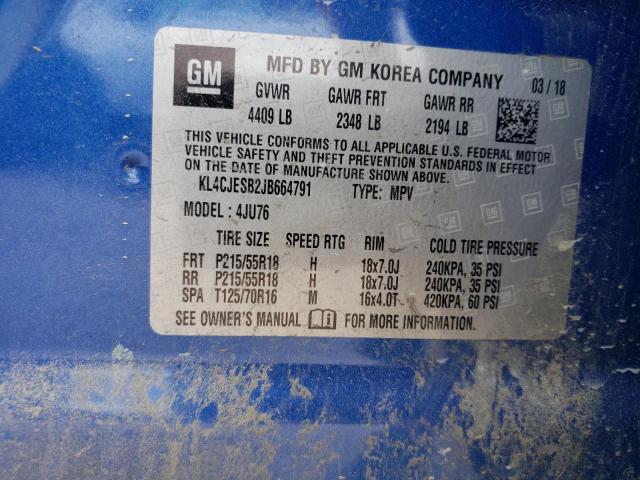 GM
MFD BY GM KOREA COMPANY 03 / 18
GVWR GAWR FRT GAWR RR
4409 LB 2348 LB 2194 LB
THIS VEHICLE CONFORMS TO ALL APPLICABLE U.S. FEDERAL MOTOR
VEHICLE SAFETY AND THEFT PREVENTION STANDARDS IN EFFECT
ON THE DATE OF MANUFACTURE SHOWN ABOVE.
KL4CJESB2JB664791 TYPE: MPV
MODEL: 4JU76
TIRE SIZE SPEED RTG RIM COLD TIRE PRESSURE
FRT P215/55R18 H 18x7.0J 240KPA, 35 PSI
RR P215/55R18 H 18x7.0J 240KPA, 35 PSI
SPA T125/70R16 M 16x4.0T 420KPA, 60 PSI
SEE OWNER'S MANUAL FOR MORE INFORMATION.